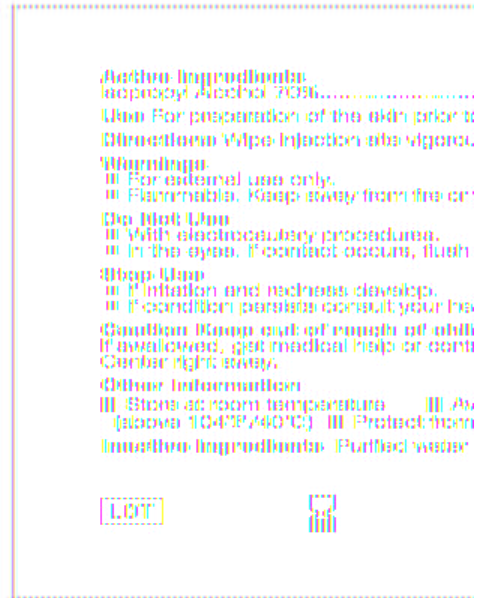 Active Ingredients
Isopropyl Alcohol 70%
Use For preparation of the skin prior to
Directions Wipe injection site
Warnings
For external use only.
Flammable. Keep away from fire or
Do Not Use
With electrocautery procedures.
In the eyes. If contact occurs, flush
Stop Use
If irritation and redness develop.
If condition persists consult your
Caution Keep out of reach of
If swallowed, get medical help or
Center right away.
Other Information
Store at room temperature
(above 104°F/40°C) Protect from
Inactive Ingredients Purified water
LOT